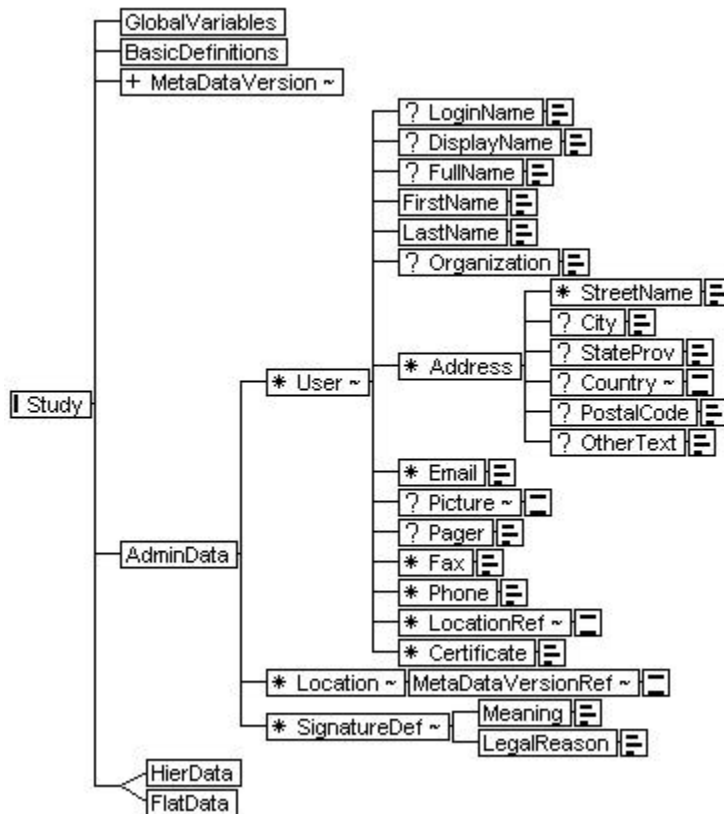 GlobalVariables
BasicDefinitions
+ MetaDataVersion ~
? LoginName
? DisplayName
? FullName
FirstName
LastName
? Organization
* StreetName
? City
? StateProv
* Address
? Country ~
* User ~
? PostalCode
Study
? OtherText
* Email
? Picture ~
? Pager
AdminData
* Fax
* Phone
* LocationRef ~
* Certificate
* Location ~ MetaDataVersionRef ~
Meaning
* SignatureDef ~
LegalReason
HierData
FlatData